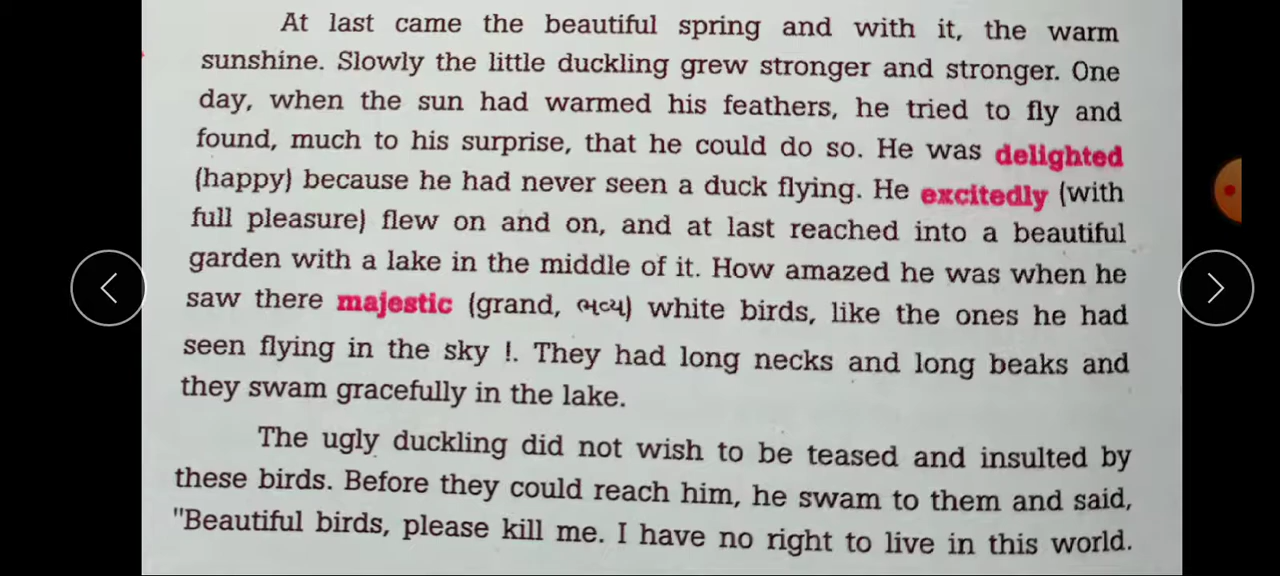 At last came the beautiful spring and with it, the warm
sunshine. Slowly the little duckling grew stronger and stronger. One
day, when the sun had warmed his feathers, he tried to fly and
found, much to his surprise, that he could do so. He was delighted
(happy) because he had never seen a duck flying. He excitedly (with
full pleasure) flew on and on, and at last reached into a beautiful
garden with a lake in the middle of it. How amazed he was when he
saw there majestic (grand, ભવ્ય) white birds, like the ones he had
seen flying in the sky !. They had long necks and long beaks and
they swam gracefully in the lake.
The ugly duckling did not wish to be teased and insulted by
these birds. Before they could reach him, he swam to them and said,
"Beautiful birds, please kill me. I have no right to live in this world.